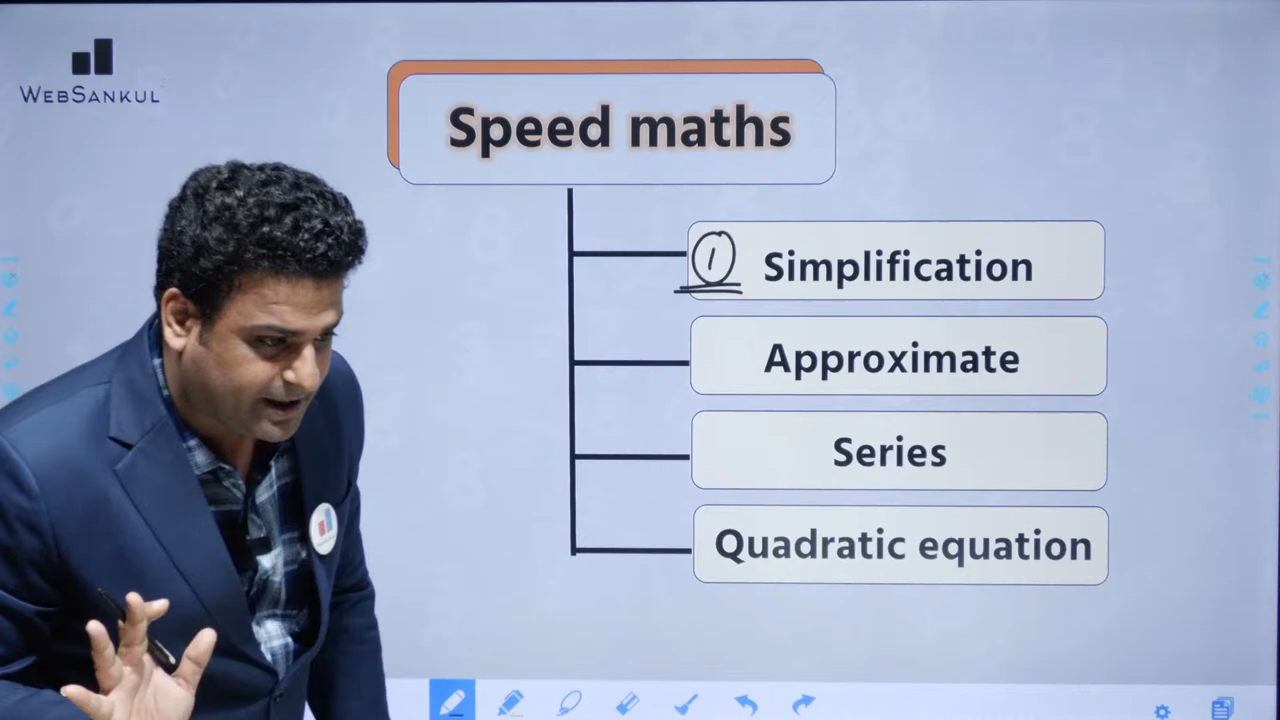 WEBSANKUL
Speed maths
1 Simplification
Approximate
Series
Quadratic equation